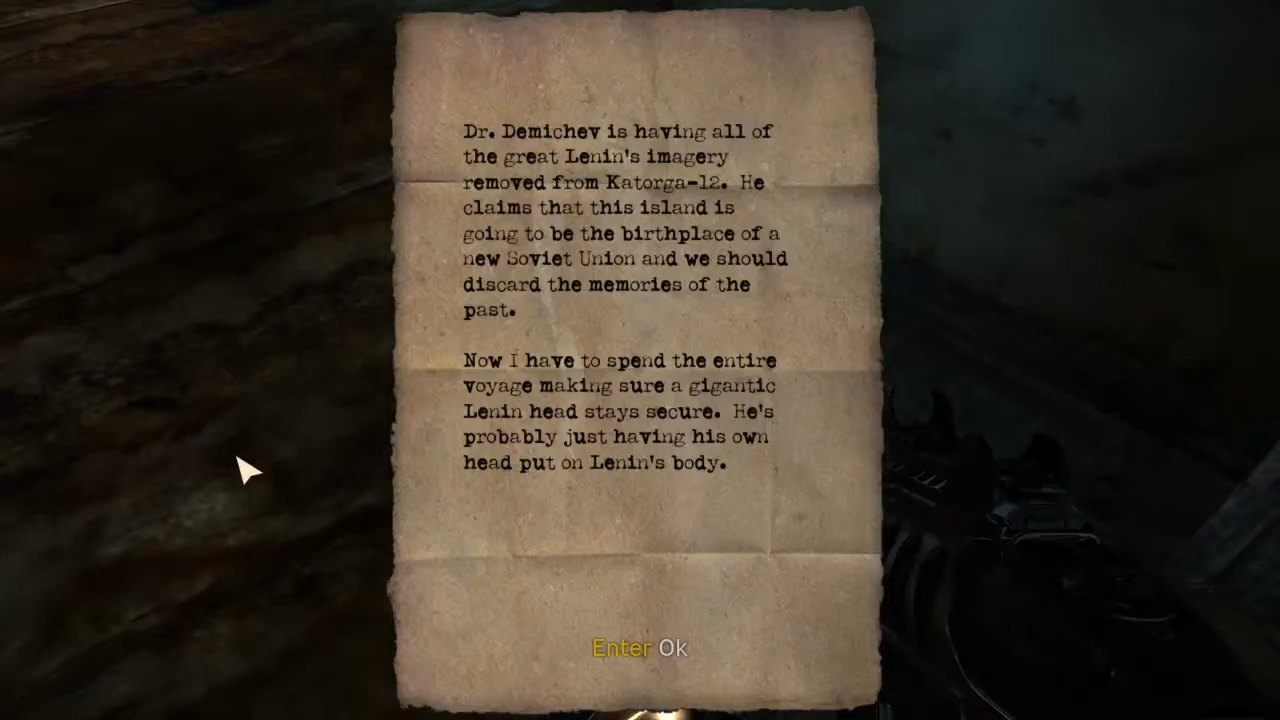 Dr. Demichev is having all of
the great Lenin's imagery
removed from Katorga-12.  He
claims that this island is
going to be the birthplace of a
new Soviet Union and we should
discard the memories of the
past.
Now I have to spend the entire
voyage making sure a gigantic
Lenin head stays secure.  He's
probably just having his own
head put on Lenin's body.
Enter Ok